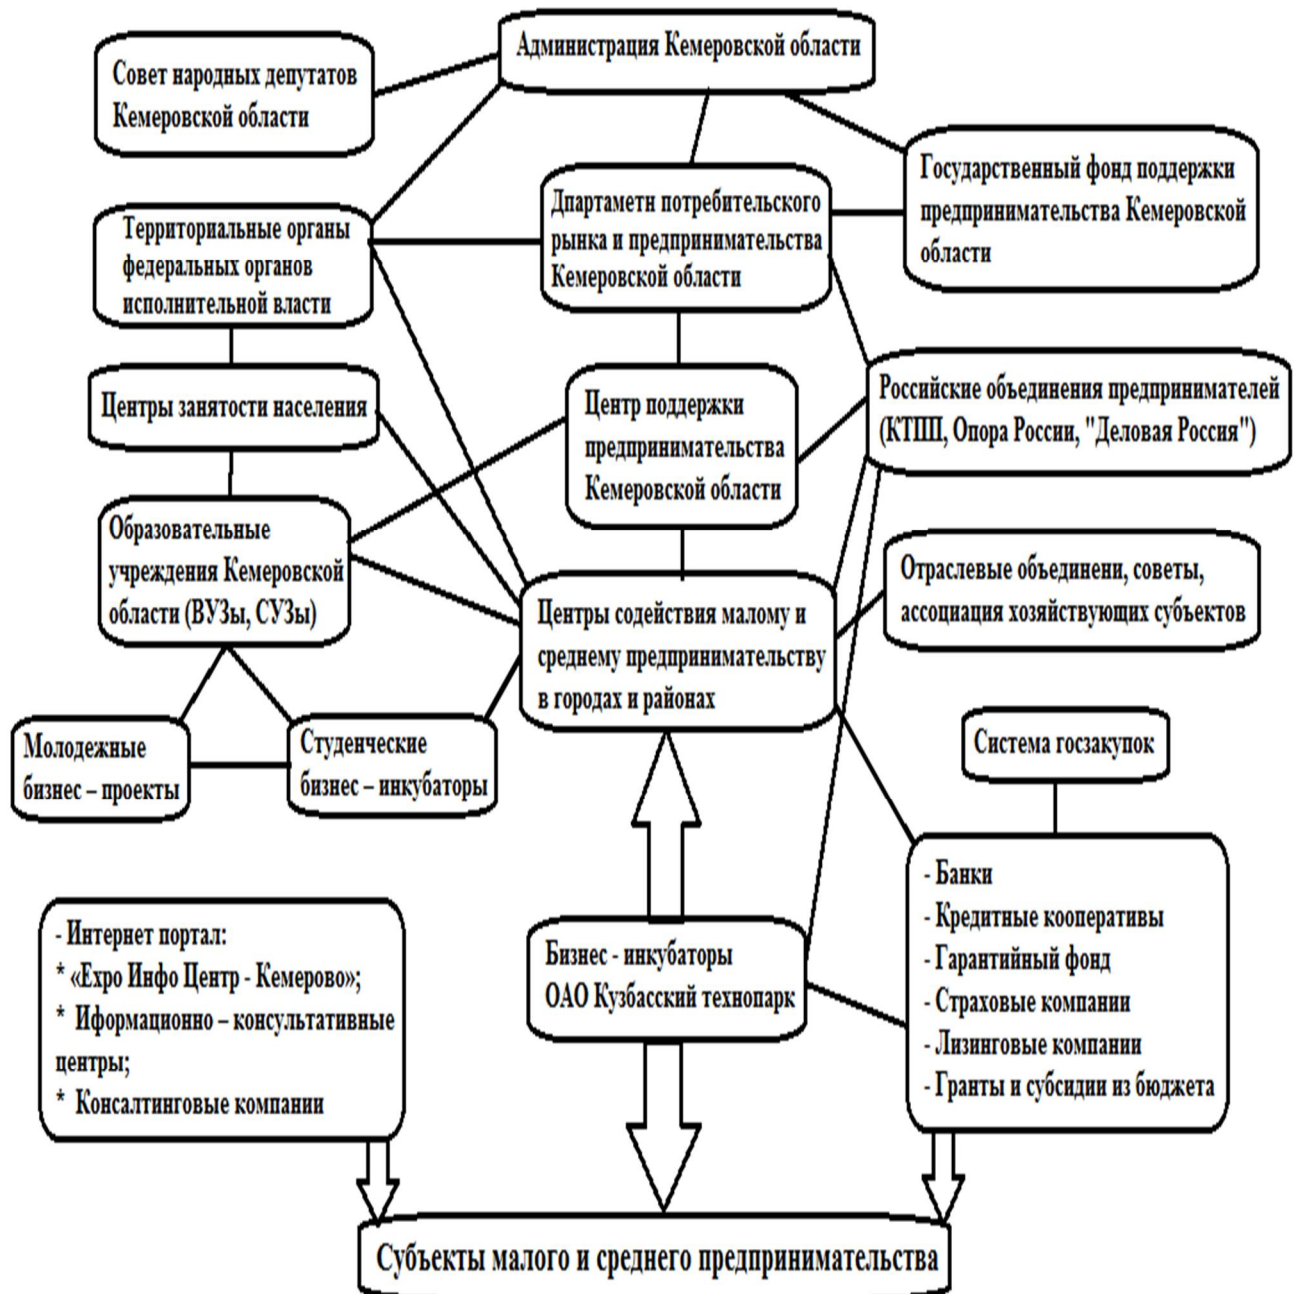 Администрация Кемеровской области
Совет народных депутатов
Кемеровской области
Государственный фонд поддержки
предпринимательства Кемеровской
области
Дпартаметн потребительского
рынка и предпринимательства
Кемеровской области
Территориальные органы
федеральных органов
исполнительной власти
Центры занятости населения
Центр поддержки
предпринимательства
Кемеровской области
Российские объединения предпринимателей
(КТПП, Опора России, "Деловая Россия")
Образовательные
учреждения Кемеровской
области (ВУЗы, СУЗы)
Центры содействия малому и
среднему предпринимательству
в городах и районах
Отраслевые объединени, советы,
ассоциация хозяйствующих субъектов
Молодежные
бизнес – проекты
Студенческие
бизнес – инкубаторы
Система госзакупок
- Банки
- Кредитные кооперативы
- Гарантийный фонд
- Страховые компании
- Лизинговые компании
- Гранты и субсидии из бюджета
- Интернет портал:
* «Ехро Инфо Центр - Кемерово»;
* Иформационно – консультативные
центры;
* Консалтинговые компании
Бизнес - инкубаторы
ОАО Кузбасский технопарк
Субъекты малого и среднего предпринимательства